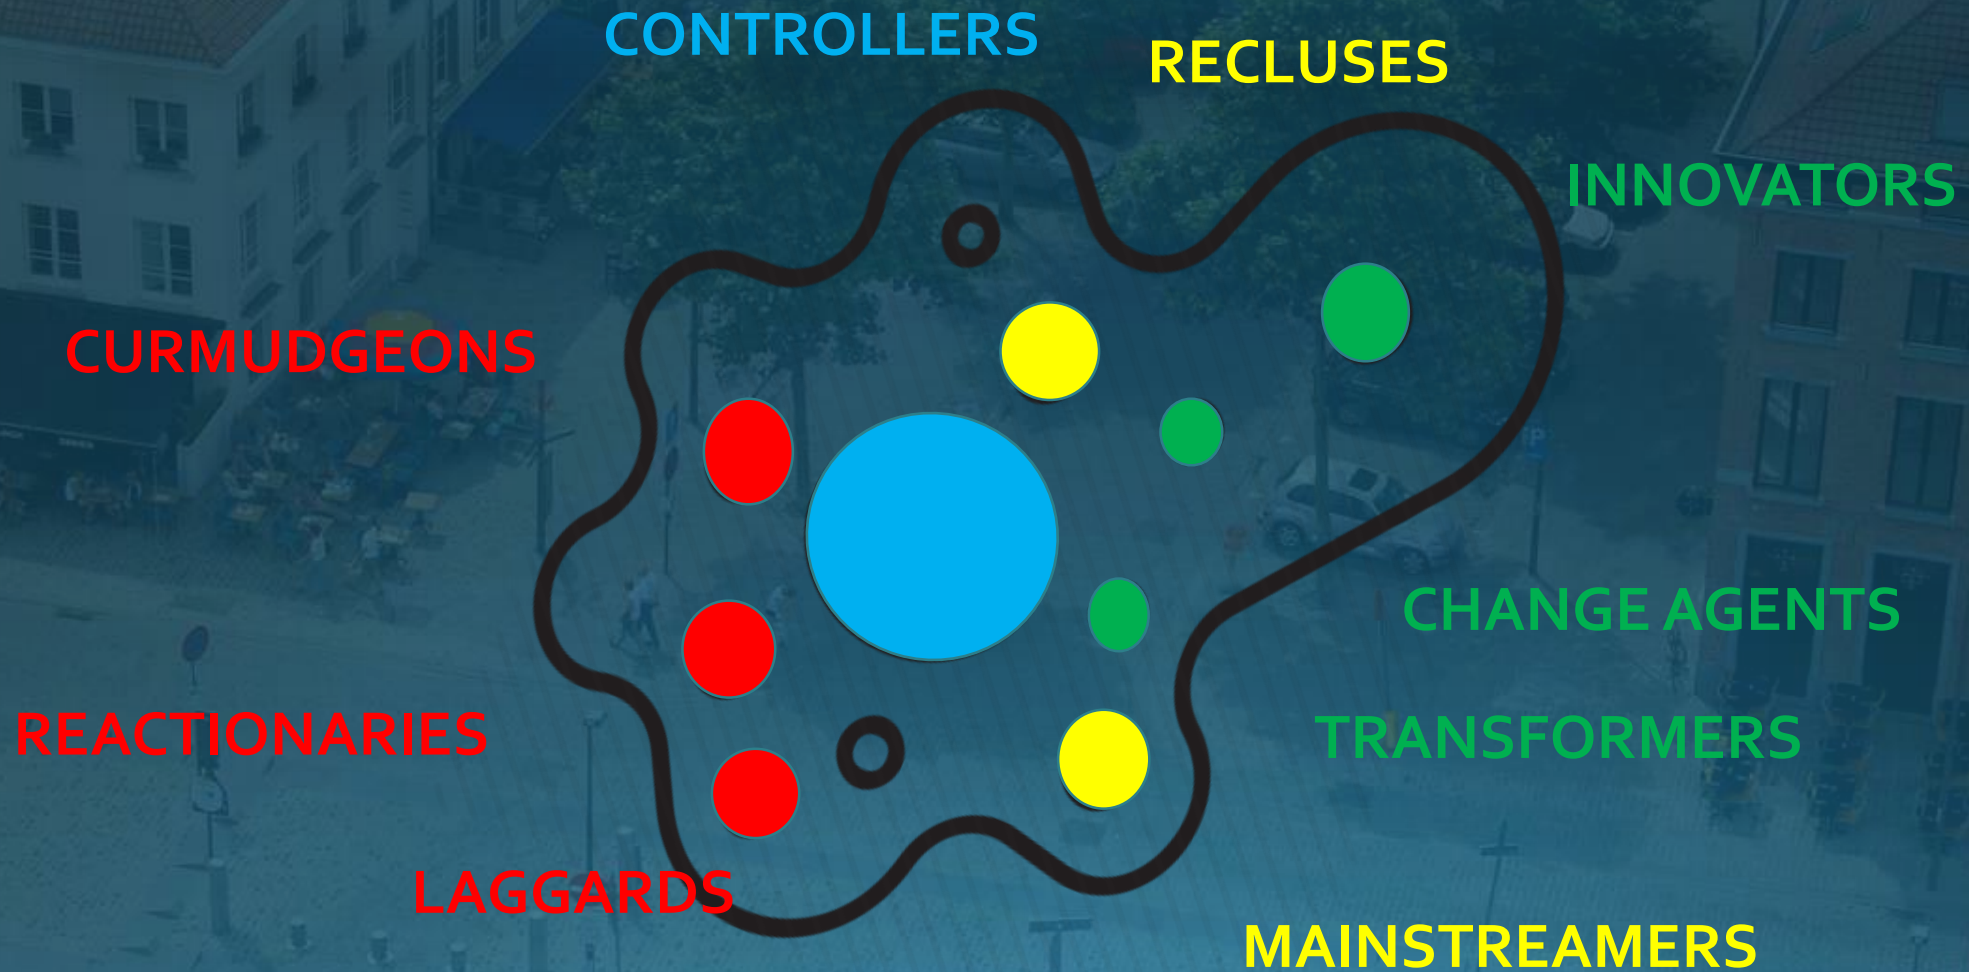 CONTROLLERS
RECLUSES
INNOVATORS
CURMUDGEONS
CHANGE AGENTS
REACTIONARIES
TRANSFORMERS
LAGGARDS
MAINSTREAMERS
P